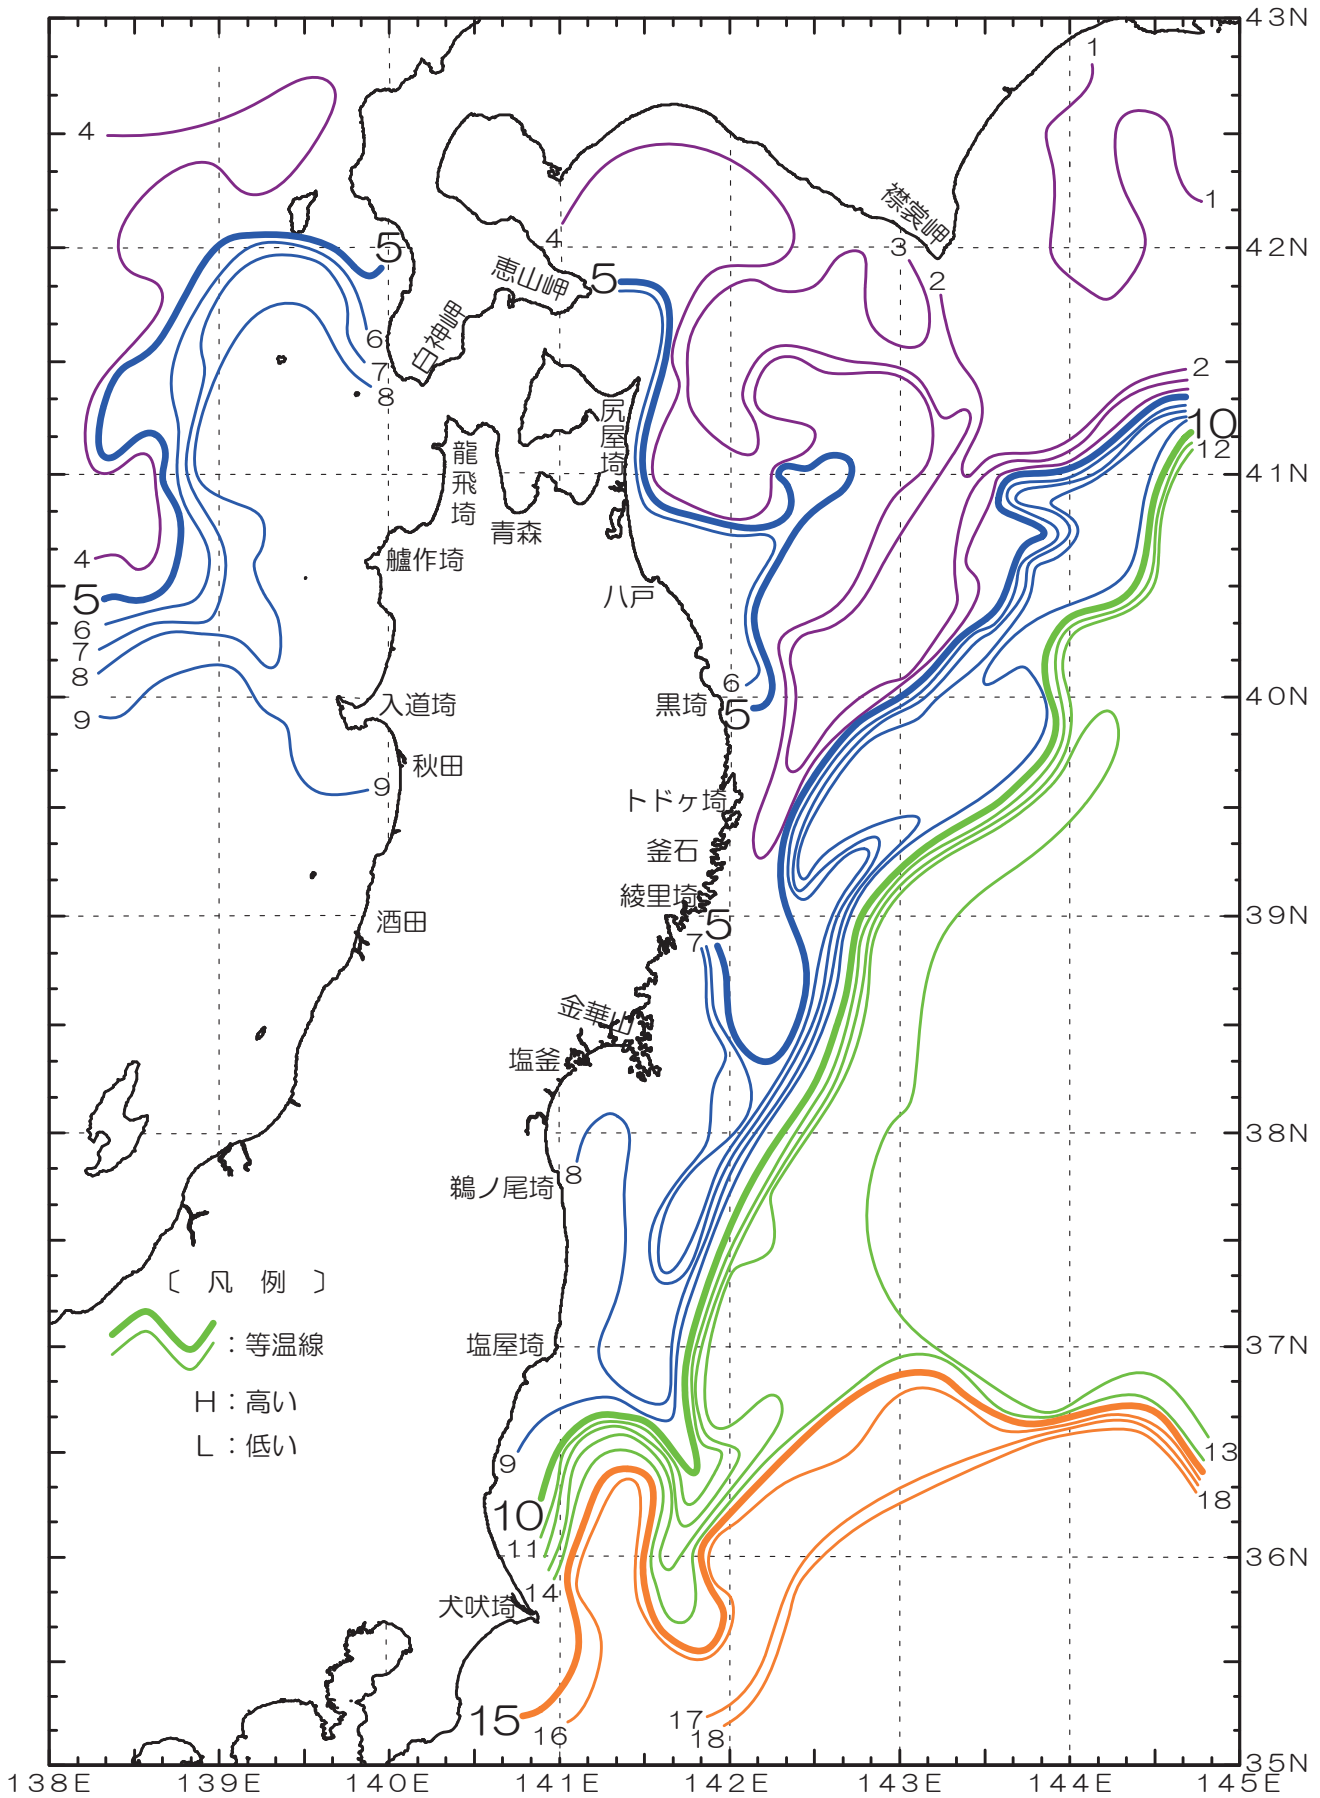 43N
1
4
1
襟裳岬
4
3
42N
5
恵山岬
5
2
白神岬
6
7
8
2
尻屋埼
10
12
龍飛埼
41N
青森
4
艫作埼
5
八戸
6
7
8
6
9
入道埼
黒埼
5
40N
秋田
9
トドヶ埼
釜石
綾里埼
酒田
5
39N
7
金華山
塩釜
38N
8
鵜ノ尾埼
〔 凡 例 〕
:等温線
塩屋埼
37N
H:高い
L:低い
9
13
10
18
11
36N
14
犬吠埼
15
16
17
18
35N
138E 139E 140E 141E 142E 143E 144E 145E